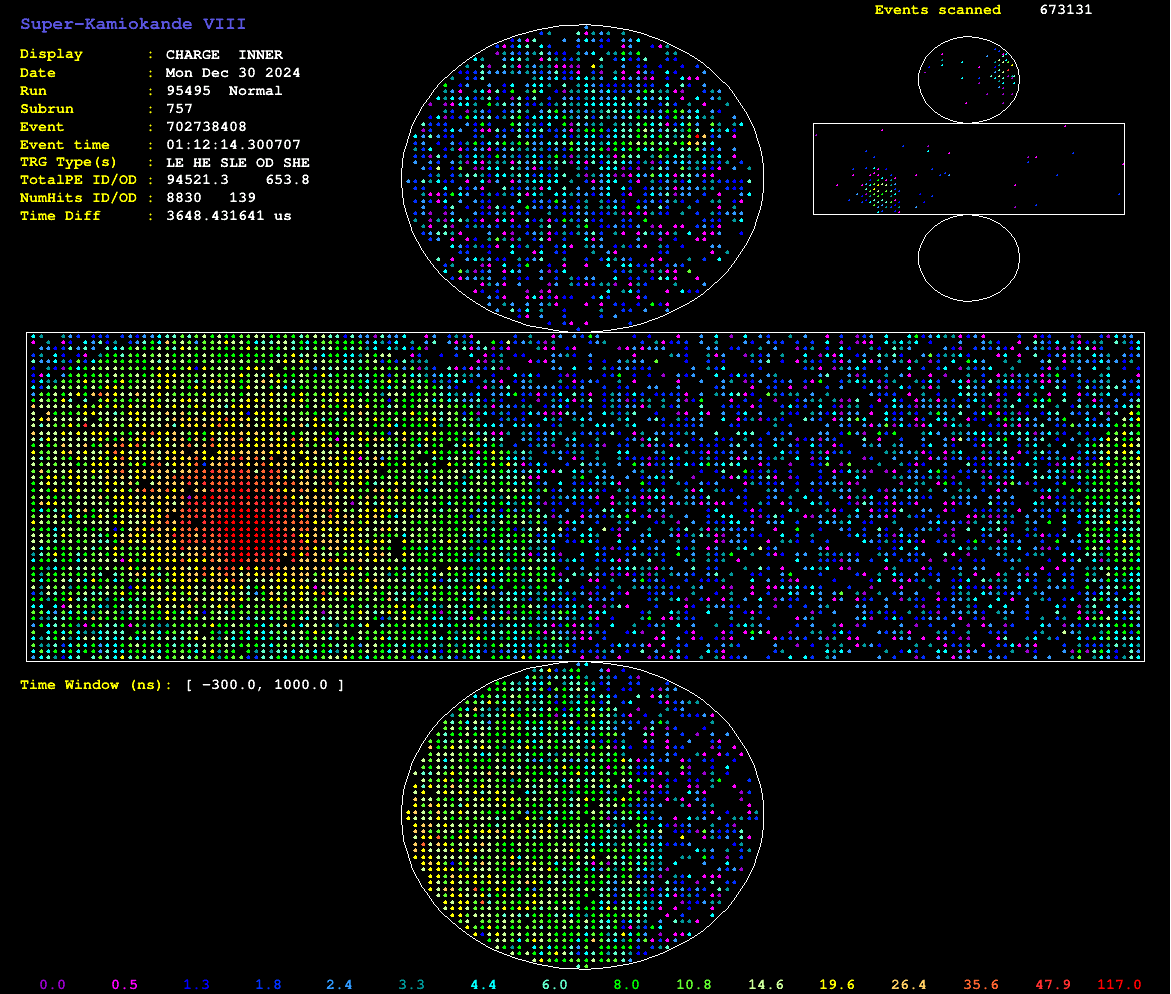 Super-Kamiokande VIII
Events scanned 673131
Display : CHARGE INNER
Date : Mon Dec 30 2024
Run : 95495 Normal
Subrun : 757
Event : 702738408
Event time : 01:12:14.300707
TRG Type(s) : LE HE SLE OD SHE
TotalPE ID/OD : 94521.3 653.8
NumHits ID/OD : 8830 139
Time Diff : 3648.431641 us
Time Window (ns): [ −300.0, 1000.0 ]
0.0 0.5 1.3 1.8 2.4 3.3 4.4 6.0 8.0 10.8 14.6 19.6 26.4 35.6 47.9 117.0